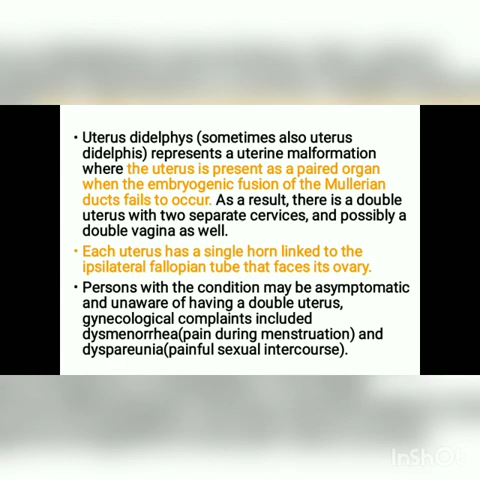 • Uterus didelphys (sometimes also uterus
didelphis) represents a uterine malformation
where the uterus is present as a paired organ
when the embryogenic fusion of the Mullerian
ducts fails to occur. As a result, there is a double
uterus with two separate cervices, and possibly a
double vagina as well.
• Each uterus has a single horn linked to the
ipsilateral fallopian tube that faces its ovary.
• Persons with the condition may be asymptomatic
and unaware of having a double uterus,
gynecological complaints included
dysmenorrhea(pain during menstruation) and
dyspareunia(painful sexual intercourse).
InShOt